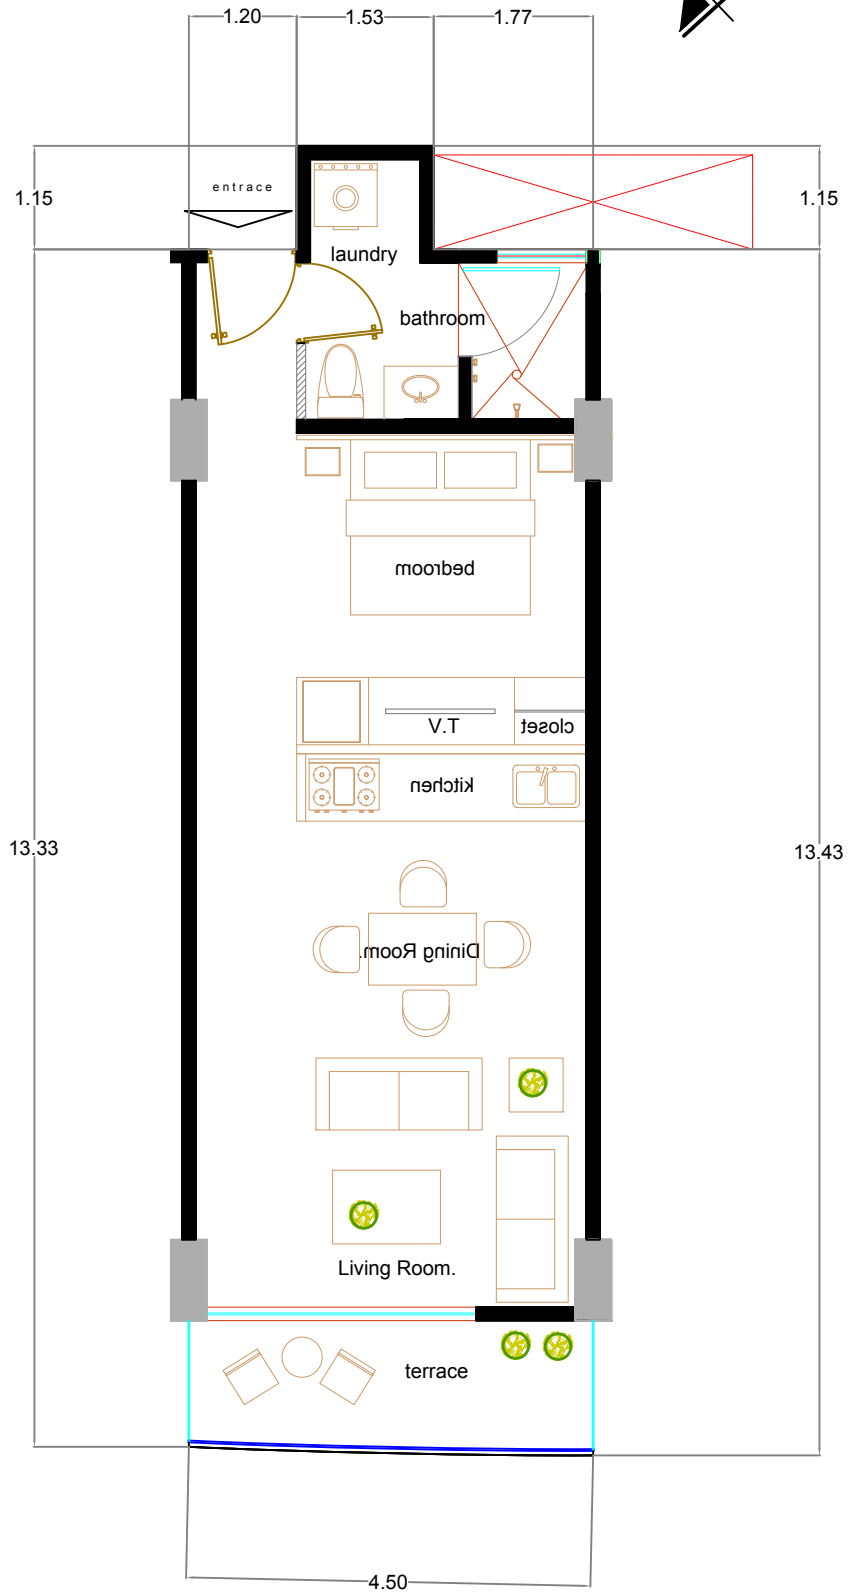 1.20
1.53
1.77
1.15
entrace
1.15
laundry
bathroom
bedroom
T.V
closet
kitchen
13.33
13.43
Dining Room.
Living Room.
terrace
4.50